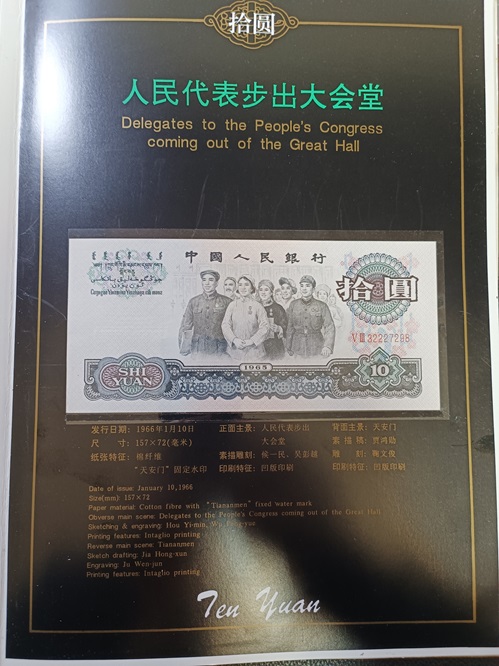 拾圆
人民代表步出大会堂
Delegates to the People's Congress
coming out of the Great Hall
中國人民銀行
拾圓
VIII 32227298
SHI
YUAN
1965
10
发行日期：1966年1月10日
尺 寸：157×72(毫米)
纸张特征：棉纤维
"天安门"固定水印
正面主景：人民代表步出
大会堂
素描雕刻：侯一民、吴彭越
印刷特征：凹版印刷
背面主景：天安门
素描稿：贾鸿勋
雕 刻：鞠文俊
印刷特征：凹版印刷
Date of issue: January 10,1966
Size(mm): 157×72
Paper material: Cotton fibre with "Tiananmen" fixed water mark
Obverse main scene: Delegates to the People's Congress coming out of the Great Hall
Sketching & engraving: Hou Yi-min,
Printing features: Intaglio printing
Reverse main scene: Tiananmen
Sketch drafting: Jia Hong-xun
Engraving: Ju Wen-jun
Printing features: Intaglio printing
Ten Yuan